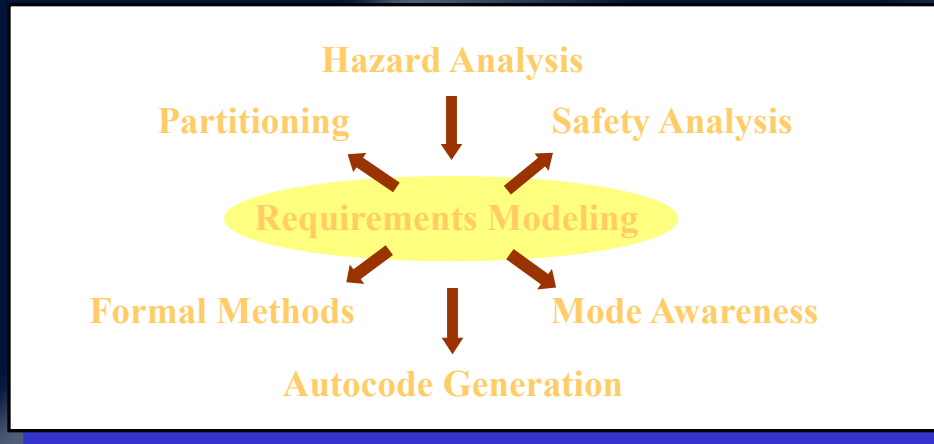 Hazard Analysis
Partitioning
Safety Analysis
Requirements Modeling
Formal Methods
Mode Awareness
Autocode Generation